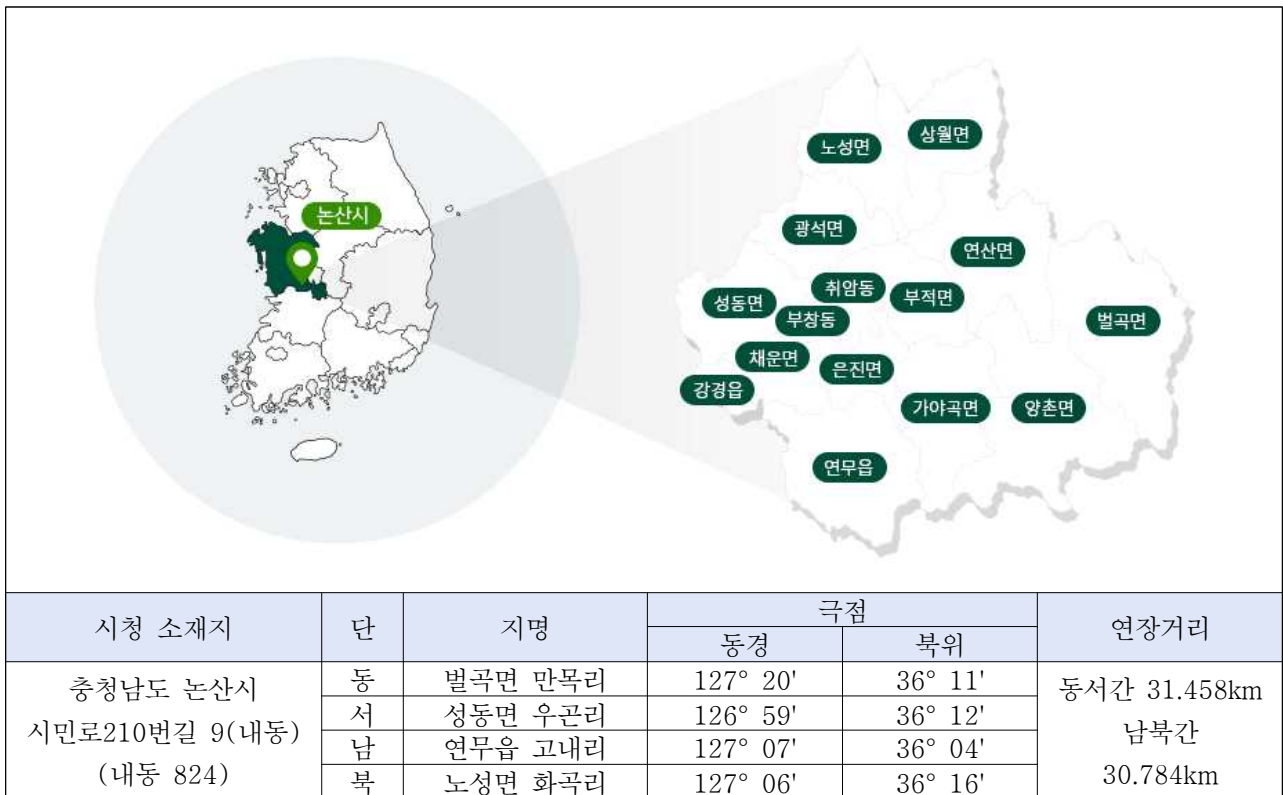 논산시
상월면
노성면
광석면
연산면
취암동
부적면
성동면
부창동
벌곡면
채운면
은진면
강경읍
가야곡면
양촌면
연무읍
시청 소재지 단 지명 극점 연장거리
동경 북위
충청남도 논산시
시민로210번길 9(내동)
(내동 824)
동 벌곡면 만목리 127° 20' 36° 11'
서 성동면 우곤리 126° 59' 36° 12'
남 연무읍 고내리 127° 07' 36° 04'
북 노성면 화곡리 127° 06' 36° 16'
동서간 31.458km
남북간
30.784km